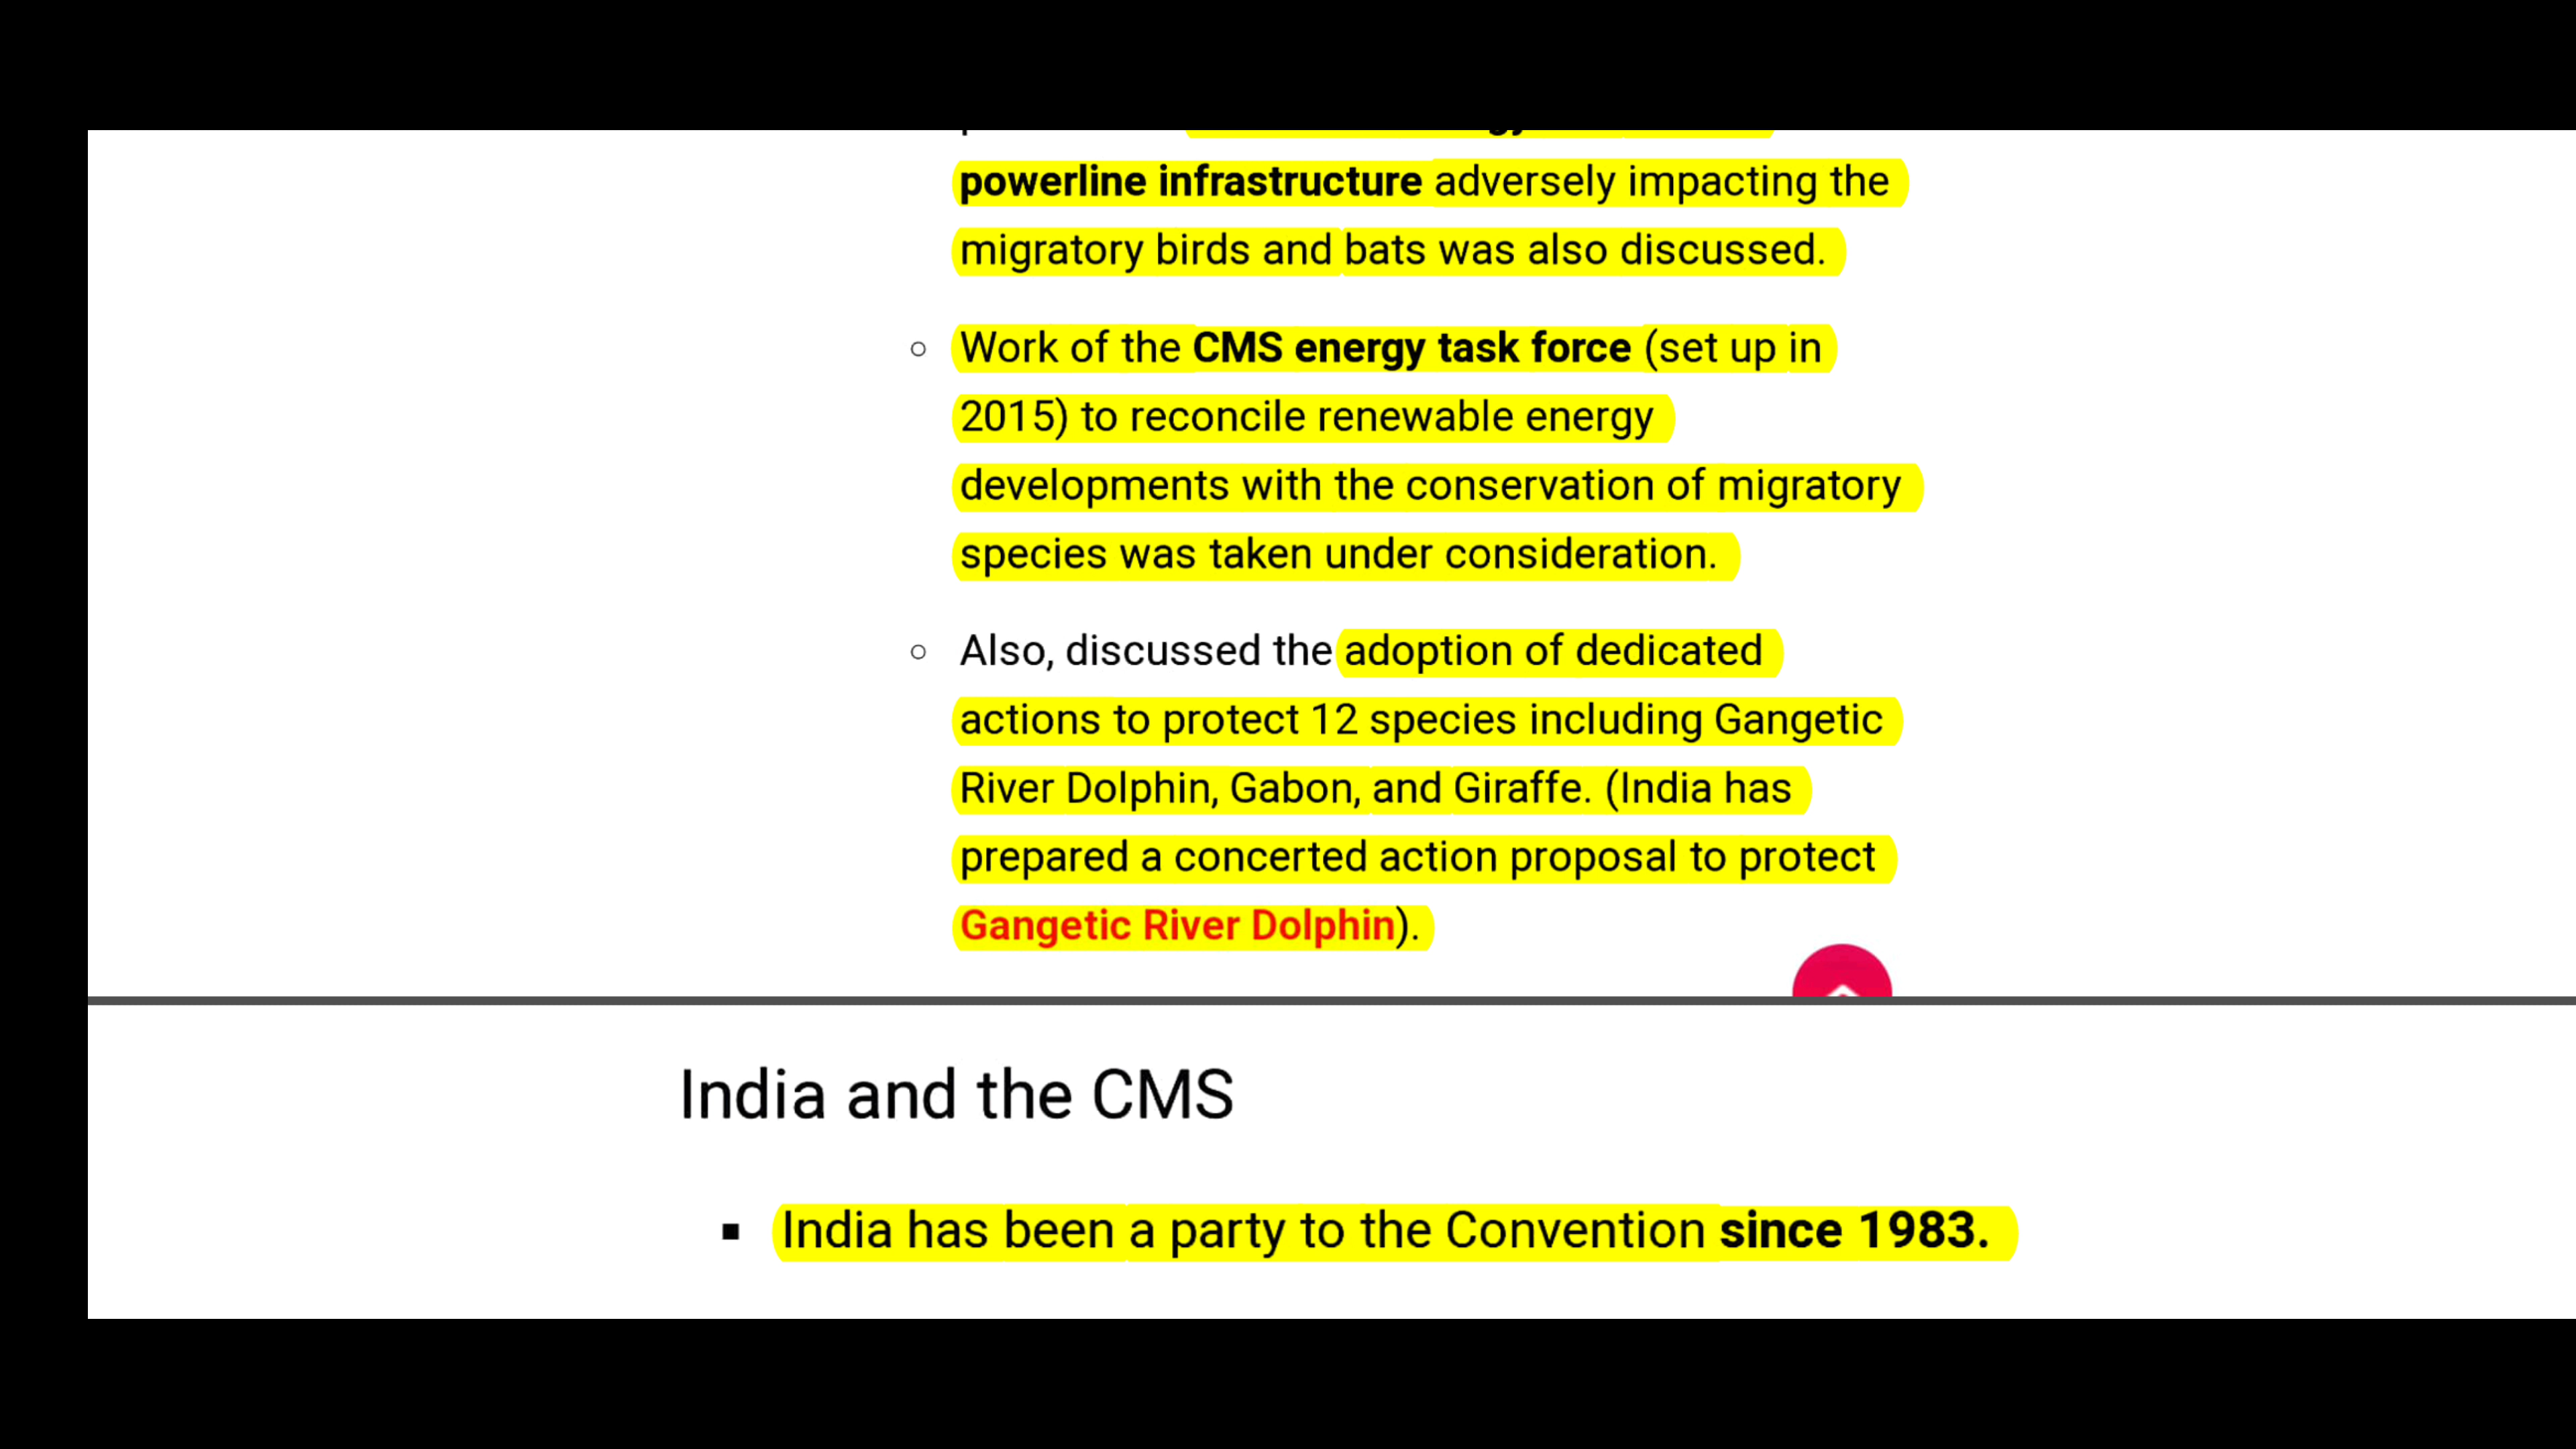 powerline infrastructure adversely impacting the
migratory birds and bats was also discussed.
○ Work of the CMS energy task force (set up in
2015) to reconcile renewable energy
developments with the conservation of migratory
species was taken under consideration.
○ Also, discussed the adoption of dedicated
actions to protect 12 species including Gangetic
River Dolphin, Gabon, and Giraffe. (India has
prepared a concerted action proposal to protect
Gangetic River Dolphin).
India and the CMS
▪ India has been a party to the Convention since 1983.